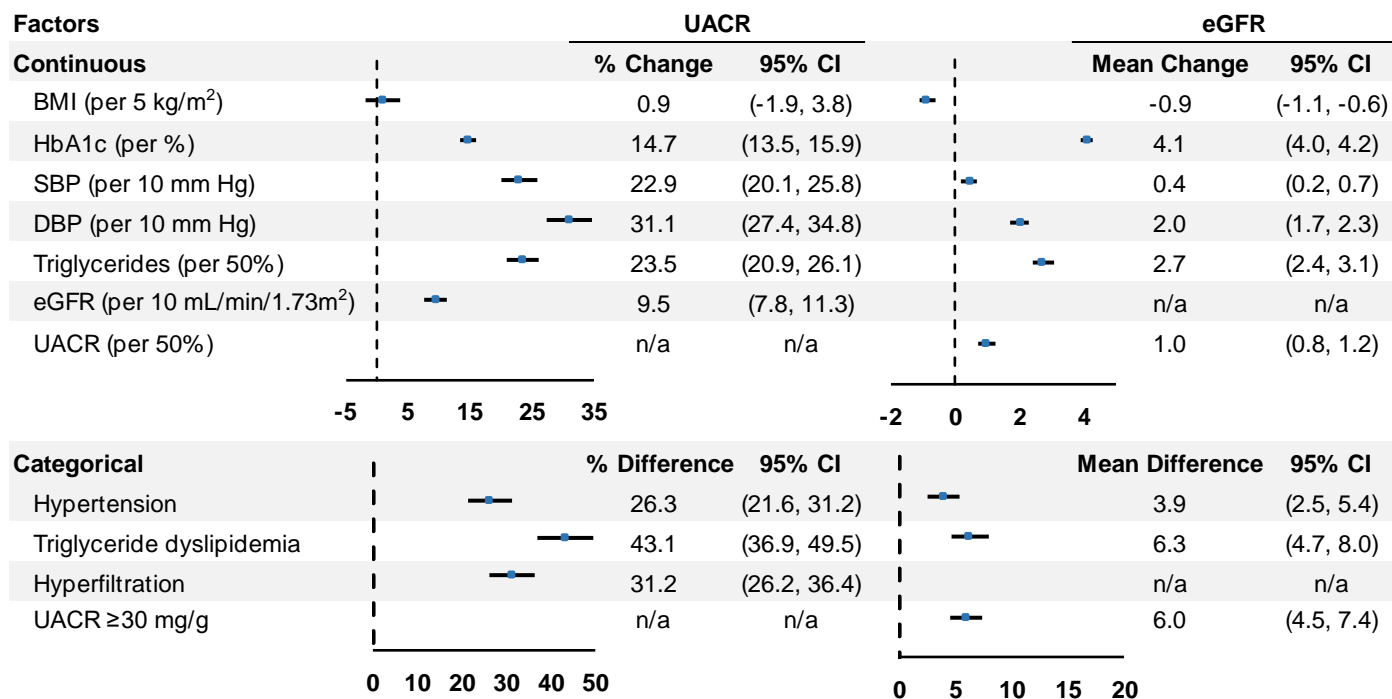 Factors UACR eGFR
Continuous % Change 95% CI Mean Change 95% CI
BMI (per 5 kg/m²) 0.9 (-1.9, 3.8) -0.9 (-1.1, -0.6)
HbA1c (per %) 14.7 (13.5, 15.9) 4.1 (4.0, 4.2)
SBP (per 10 mm Hg) 22.9 (20.1, 25.8) 0.4 (0.2, 0.7)
DBP (per 10 mm Hg) 31.1 (27.4, 34.8) 2.0 (1.7, 2.3)
Triglycerides (per 50%) 23.5 (20.9, 26.1) 2.7 (2.4, 3.1)
eGFR (per 10 mL/min/1.73m²) 9.5 (7.8, 11.3) n/a n/a
UACR (per 50%) n/a n/a 1.0 (0.8, 1.2)
-5 5 15 25 35 -2 0 2 4
Categorical % Difference 95% CI Mean Difference 95% CI
Hypertension 26.3 (21.6, 31.2) 3.9 (2.5, 5.4)
Triglyceride dyslipidemia 43.1 (36.9, 49.5) 6.3 (4.7, 8.0)
Hyperfiltration 31.2 (26.2, 36.4) n/a n/a
UACR ≥30 mg/g n/a n/a 6.0 (4.5, 7.4)
0 10 20 30 40 50 0 5 10 15 20